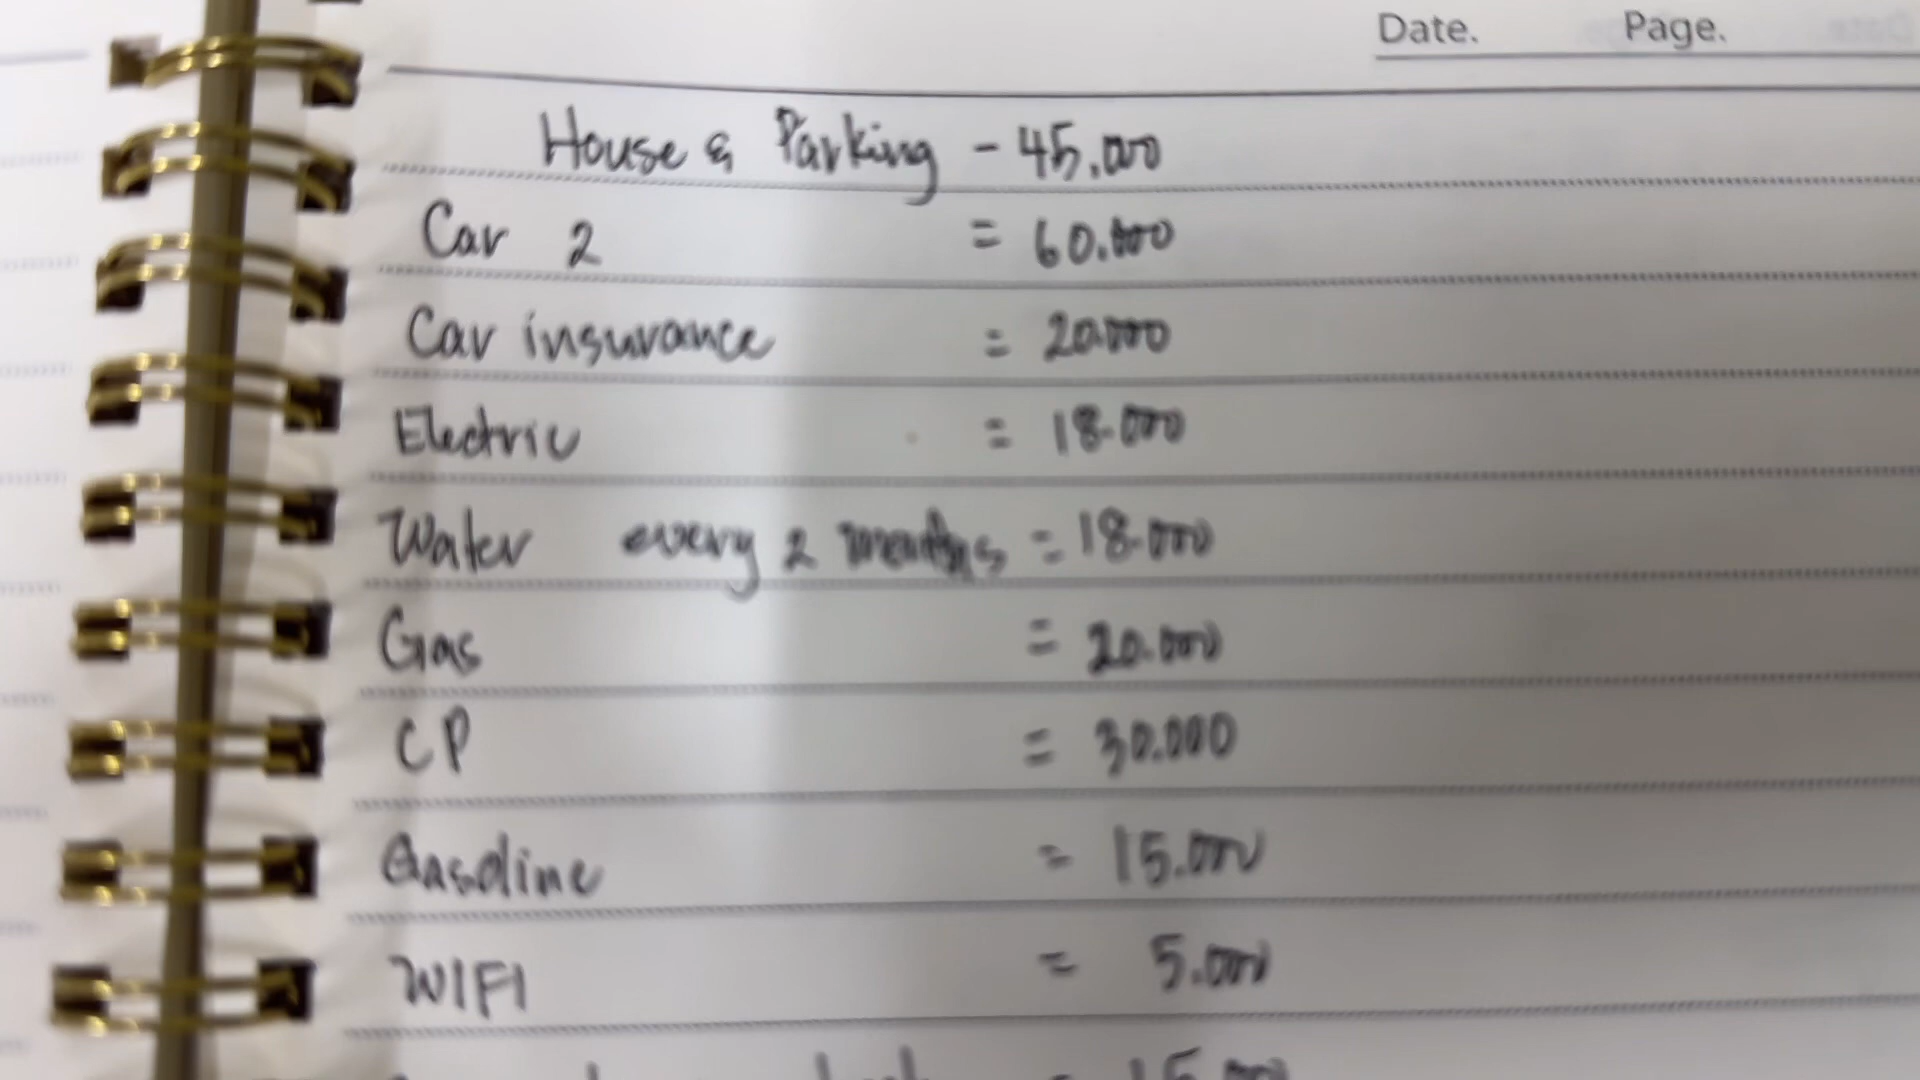 Date. Page.
House & Parking - 45.000
Car 2 = 60.000
Car insurance = 20.000
Electric = 18.000
Water every 2 months = 18.000
Gas = 20.000
CP = 30.000
Gasoline = 15.000
WIFI = 5.000